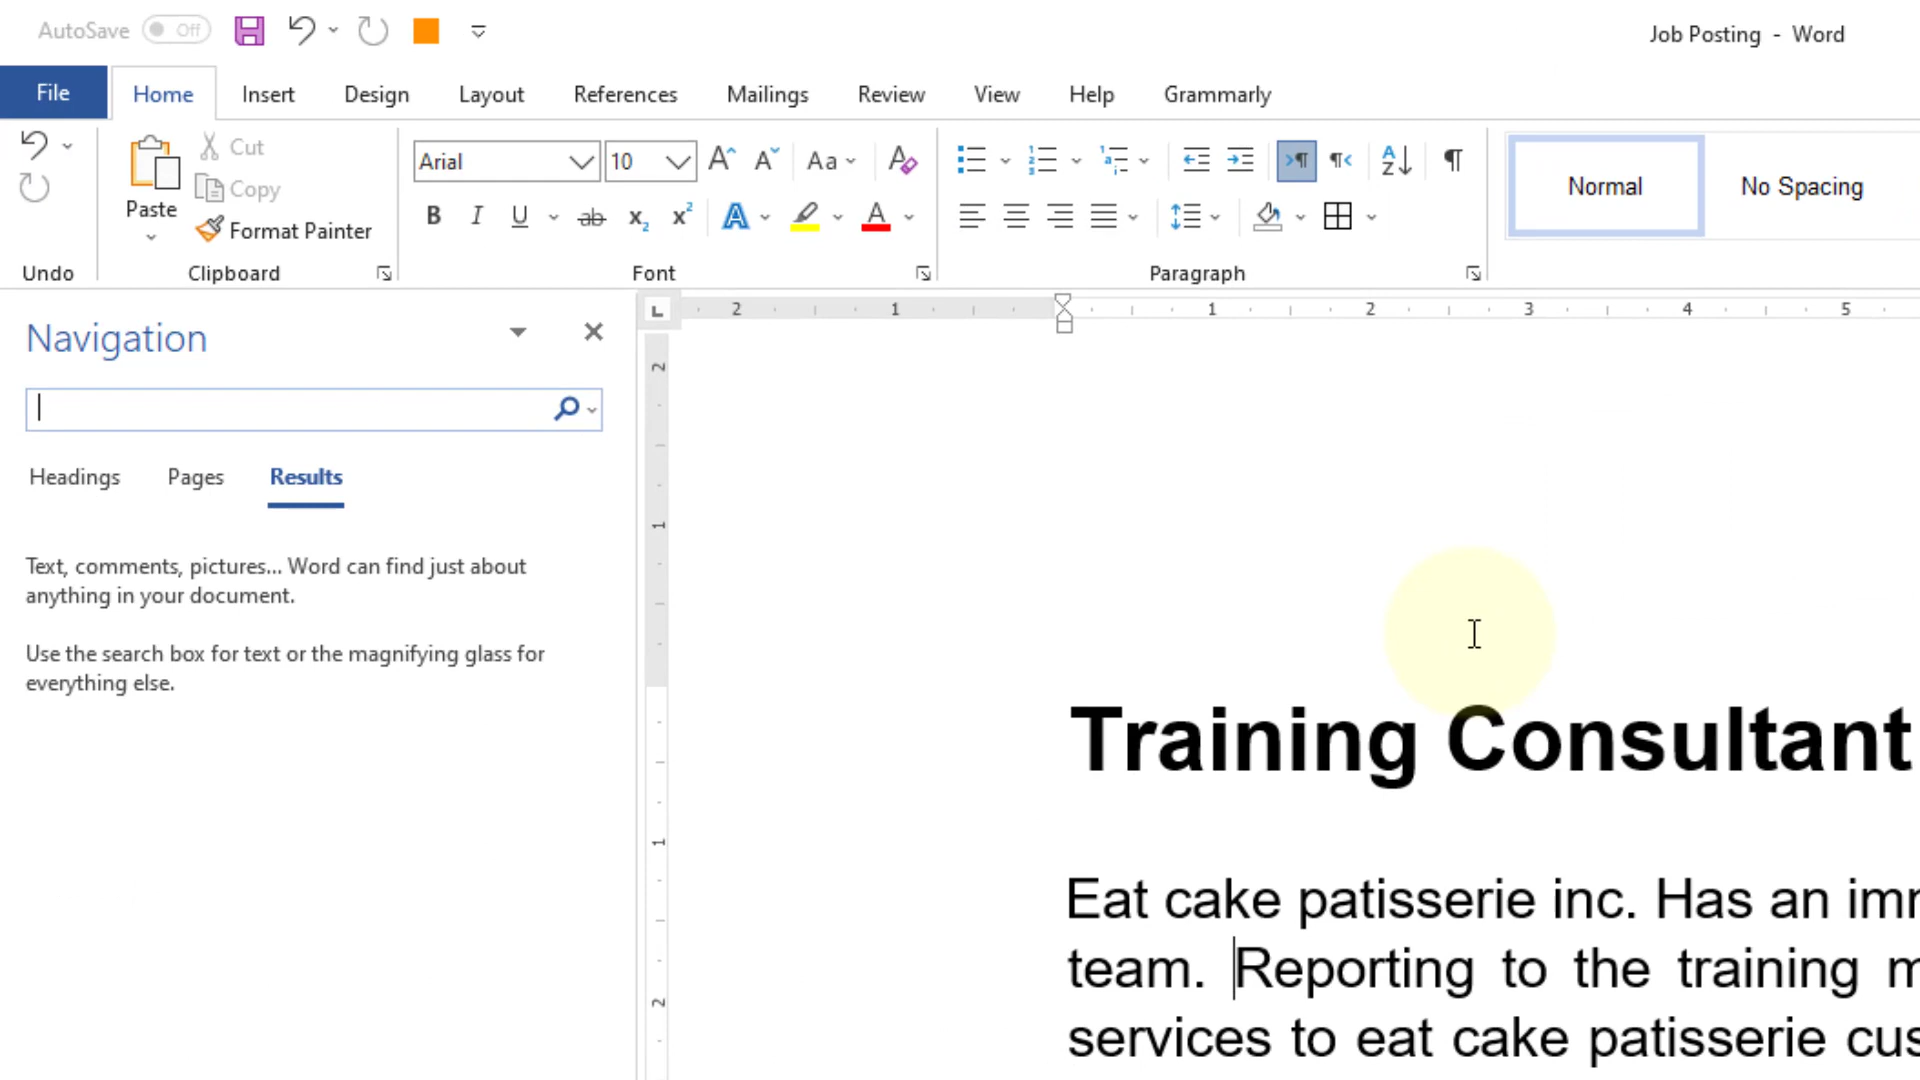 AutoSave Off
Job Posting - Word
File Home Insert Design Layout References Mailings Review View Help Grammarly
Cut
Copy
Paste
Format Painter
Arial 10
Aa
Normal
No Spacing
Undo Clipboard Font Paragraph
Navigation
Headings Pages Results
Text, comments, pictures... Word can find just about
anything in your document.
Use the search box for text or the magnifying glass for
everything else.
2 1 1 2 3 4 5
2
1
1
2
Training Consultant
Eat cake patisserie inc. Has an
team. Reporting to the training
services to eat cake patisserie